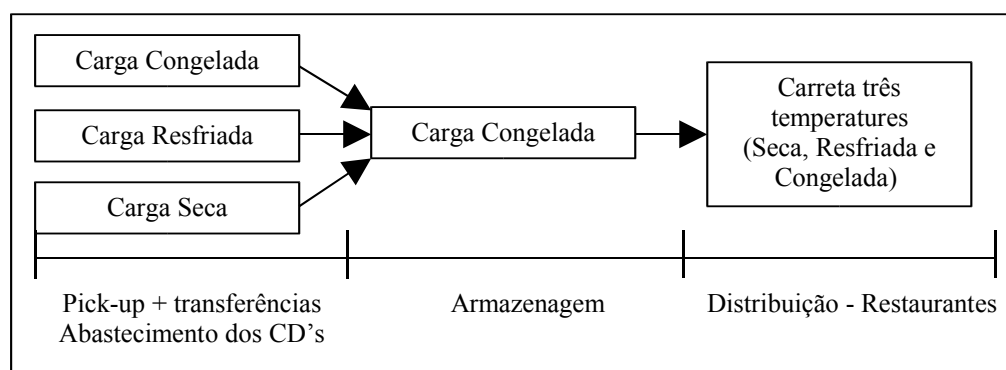 Carga Congelada
Carga Resfriada
Carga Seca
Carga Congelada
Carreta três
temperatures
(Seca, Resfriada e
Congelada)
Pick-up + transferências
Abastecimento dos CD’s
Armazenagem
Distribuição - Restaurantes